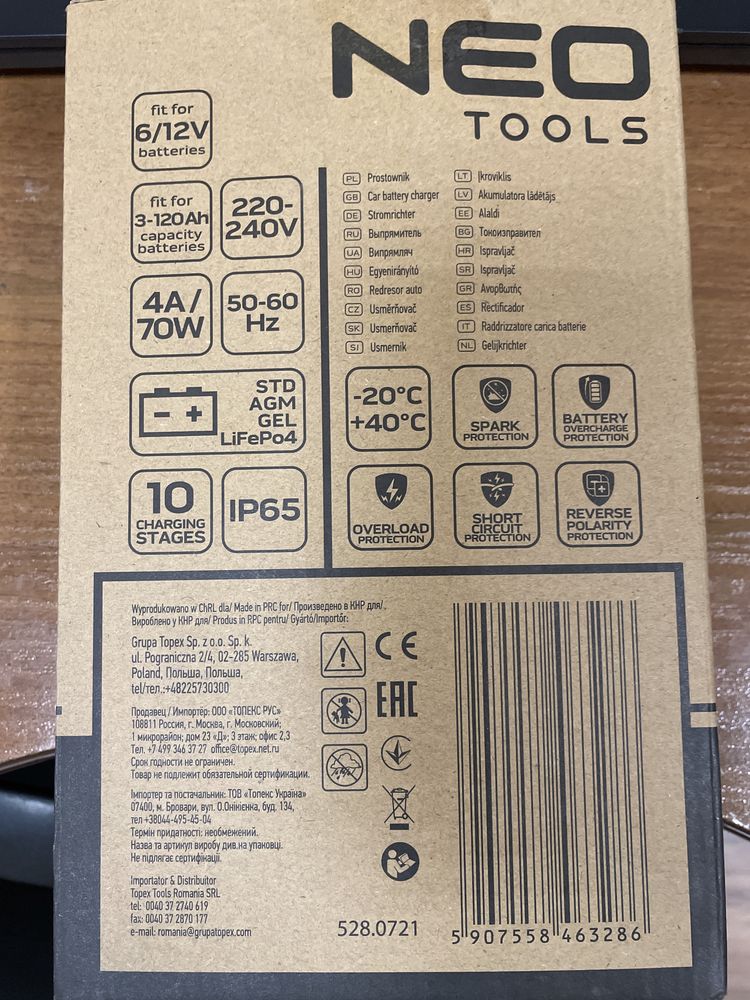 NEO
TOOLS
fit for
6/12V
batteries
fit for
3-120Ah
capacity
batteries
220-
240V
4A/
70W
50-60
Hz
STD
AGM
GEL
LiFePo4
10
CHARGING
STAGES
IP65
PL Prostownik
GB Car battery charger
DE Stromrichter
RU Выпрямитель
UA Випрямляч
HU Egyenirányító
RO Redresor auto
CZ Usměrňovač
SK Usmerňovač
SI Usmernik
LT Įkroviklis
LV Akumulatora lādētājs
EE Alaldi
BG Токоизправител
HR Ispravljač
SR Ispravljač
GR Ανορθωτής
ES Rectificador
IT Raddrizzatore carica batterie
NL Gelijkrichter
-20°C
+40°C
SPARK
PROTECTION
BATTERY
OVERCHARGE
PROTECTION
OVERLOAD
PROTECTION
SHORT
CIRCUIT
PROTECTION
REVERSE
POLARITY
PROTECTION
Wyprodukowano w ChRL dla/ Made in PRC for/ Произведено в КНР для/
Вироблено у КНР для/ Produs in RPC pentru/ Gyártó/Importőr:
Grupa Topex Sp. z o.o. Sp. k.
ul. Pograniczna 2/4, 02-285 Warszawa,
Poland, Польша, Польща,
tel/тел.:+48225730300
Продавец / Импортёр: ООО «ТОПЕКС РУС»
108811 Россия, г. Москва, г. Московский;
1 микрорайон; дом 23 «Д»; 3 этаж; офис 2,3
Тел. +7 499 346 37 27 office@topex.net.ru
Срок годности не ограничен.
Товар не подлежит обязательной сертификации.
Імпортер та постачальник: ТОВ «Топекс Україна»
07400, м. Бровари, вул. О.Онікієнка, буд. 134,
тел +38044-495-45-04
Термін придатності: необмежений.
Назва та артикул виробу див.на упаковці.
Не підлягає сертифікації.
Importator & Distribuitor
Topex Tools Romania SRL
tel: 0040 37 2740 619
fax: 0040 37 2870 177
e-mail: romania@grupatopex.com
CE
EAC
528.0721
5 907558 463286